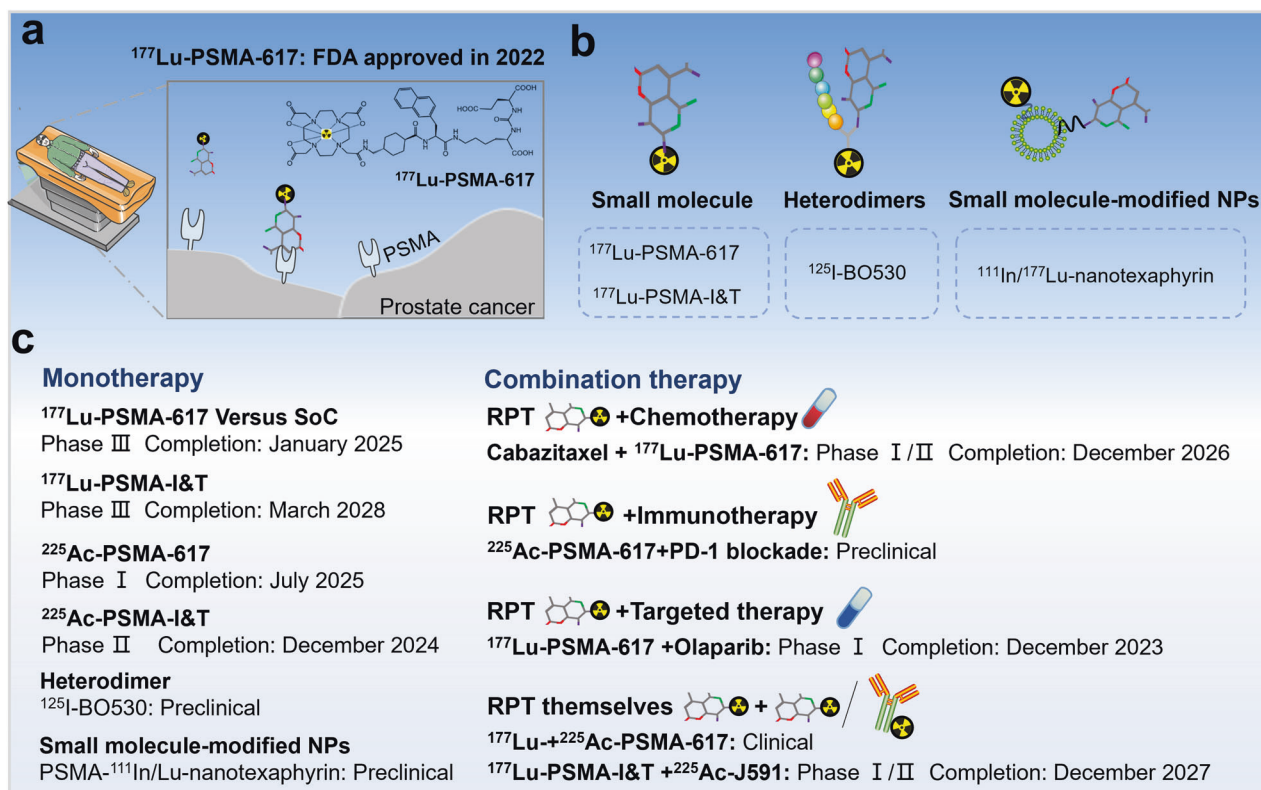 a
¹⁷⁷Lu-PSMA-617: FDA approved in 2022
COOH
HOOC
O
O
O
O
O
O
N
N
N
N
O
O
N
H
O
N
H
O
H
N
O
HN
NH
O
COOH
COOH
¹⁷⁷Lu-PSMA-617
PSMA
Prostate cancer
b
Small molecule
Heterodimers
Small molecule-modified NPs
¹⁷⁷Lu-PSMA-617
¹⁷⁷Lu-PSMA-I&T
¹²⁵I-BO530
¹¹¹In/¹⁷⁷Lu-nanotexaphyrin
c
Monotherapy
¹⁷⁷Lu-PSMA-617 Versus SoC
Phase Ⅲ Completion: January 2025
¹⁷⁷Lu-PSMA-I&T
Phase Ⅲ Completion: March 2028
²²⁵Ac-PSMA-617
Phase Ⅰ Completion: July 2025
²²⁵Ac-PSMA-I&T
Phase Ⅱ Completion: December 2024
Heterodimer
¹²⁵I-BO530: Preclinical
Small molecule-modified NPs
PSMA-¹¹¹In/Lu-nanotexaphyrin: Preclinical
Combination therapy
RPT +Chemotherapy
Cabazitaxel + ¹⁷⁷Lu-PSMA-617: Phase Ⅰ/Ⅱ Completion: December 2026
RPT +Immunotherapy
²²⁵Ac-PSMA-617+PD-1 blockade: Preclinical
RPT +Targeted therapy
¹⁷⁷Lu-PSMA-617 +Olaparib: Phase Ⅰ Completion: December 2023
RPT themselves + /
¹⁷⁷Lu-+²²⁵Ac-PSMA-617: Clinical
¹⁷⁷Lu-PSMA-I&T +²²⁵Ac-J591: Phase Ⅰ/Ⅱ Completion: December 2027